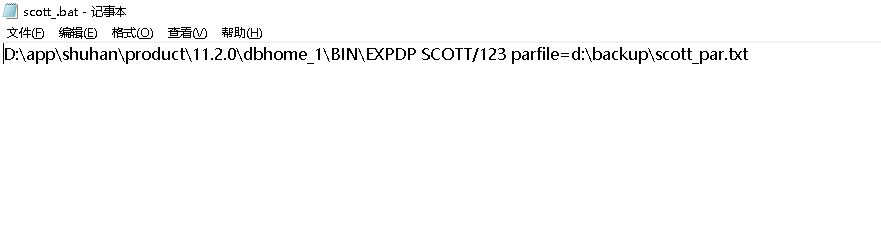 scott_.bat - 记事本
文件(F) 编辑(E) 格式(O) 查看(V) 帮助(H)
D:\app\shuhan\product\11.2.0\dbhome_1\BIN\EXPDP SCOTT/123 parfile=d:\backup\scott_par.txt